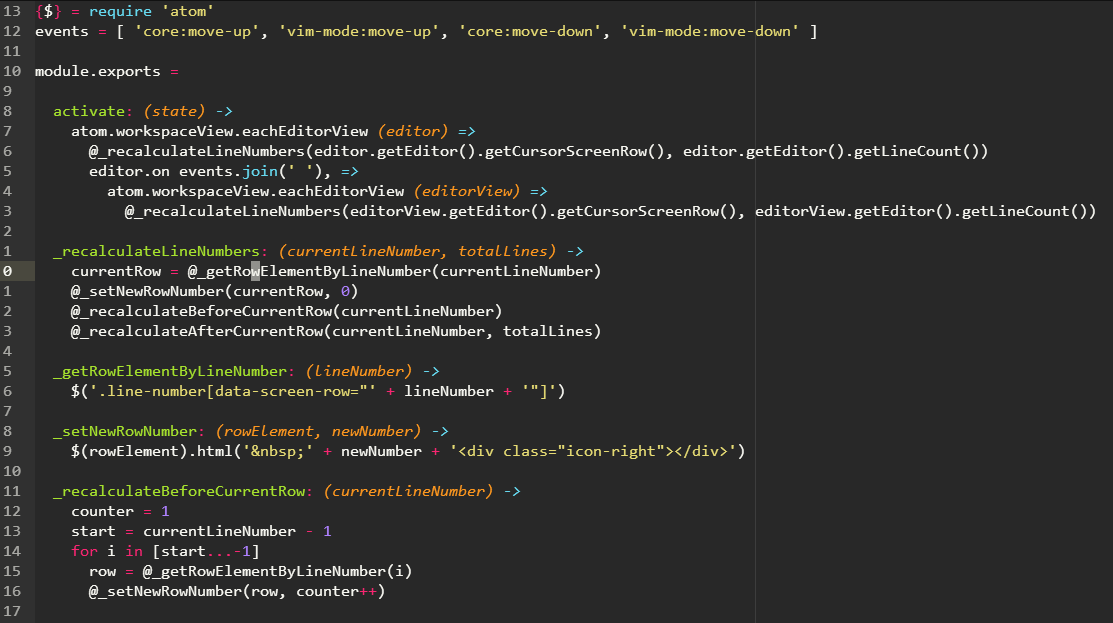 13 {$} = require 'atom'
12 events = [ 'core:move-up', 'vim-mode:move-up', 'core:move-down', 'vim-mode:move-down' ]
11
10 module.exports =
9
8   activate: (state) ->
7     atom.workspaceView.eachEditorView (editor) =>
6       @_recalculateLineNumbers(editor.getEditor().getCursorScreenRow(), editor.getEditor().getLineCount())
5       editor.on events.join(' '), =>
4         atom.workspaceView.eachEditorView (editorView) =>
3           @_recalculateLineNumbers(editorView.getEditor().getCursorScreenRow(), editorView.getEditor().getLineCount())
2
1   _recalculateLineNumbers: (currentLineNumber, totalLines) ->
0     currentRow = @_getRowElementByLineNumber(currentLineNumber)
1     @_setNewRowNumber(currentRow, 0)
2     @_recalculateBeforeCurrentRow(currentLineNumber)
3     @_recalculateAfterCurrentRow(currentLineNumber, totalLines)
4
5   _getRowElementByLineNumber: (lineNumber) ->
6     $('.line-number[data-screen-row="' + lineNumber + '"]')
7
8   _setNewRowNumber: (rowElement, newNumber) ->
9     $(rowElement).html('&nbsp;' + newNumber + '<div class="icon-right"></div>')
10
11   _recalculateBeforeCurrentRow: (currentLineNumber) ->
12     counter = 1
13     start = currentLineNumber - 1
14     for i in [start...-1]
15       row = @_getRowElementByLineNumber(i)
16       @_setNewRowNumber(row, counter++)
17